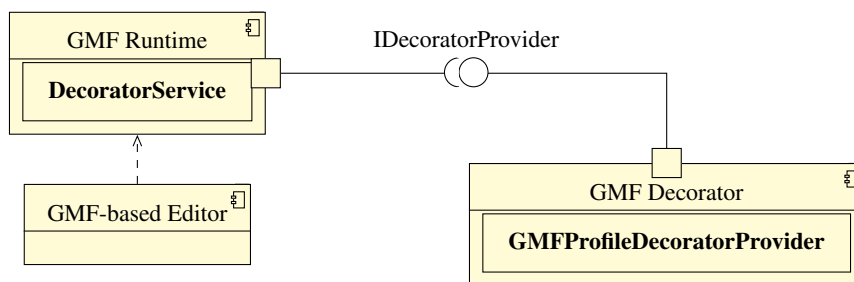 GMF Runtime
IDecoratorProvider
DecoratorService
GMF Decorator
GMF-based Editor
GMFProfileDecoratorProvider